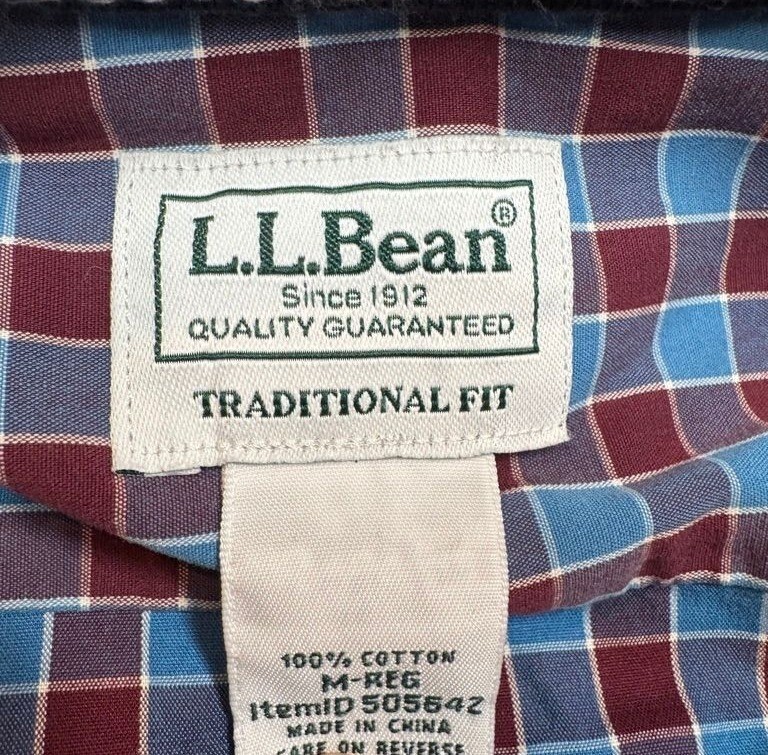 L.L.Bean®
Since 1912
QUALITY GUARANTEED
TRADITIONAL FIT
100% COTTON
M-REG
ItemID 505642
MADE IN CHINA
CARE ON REVERSE